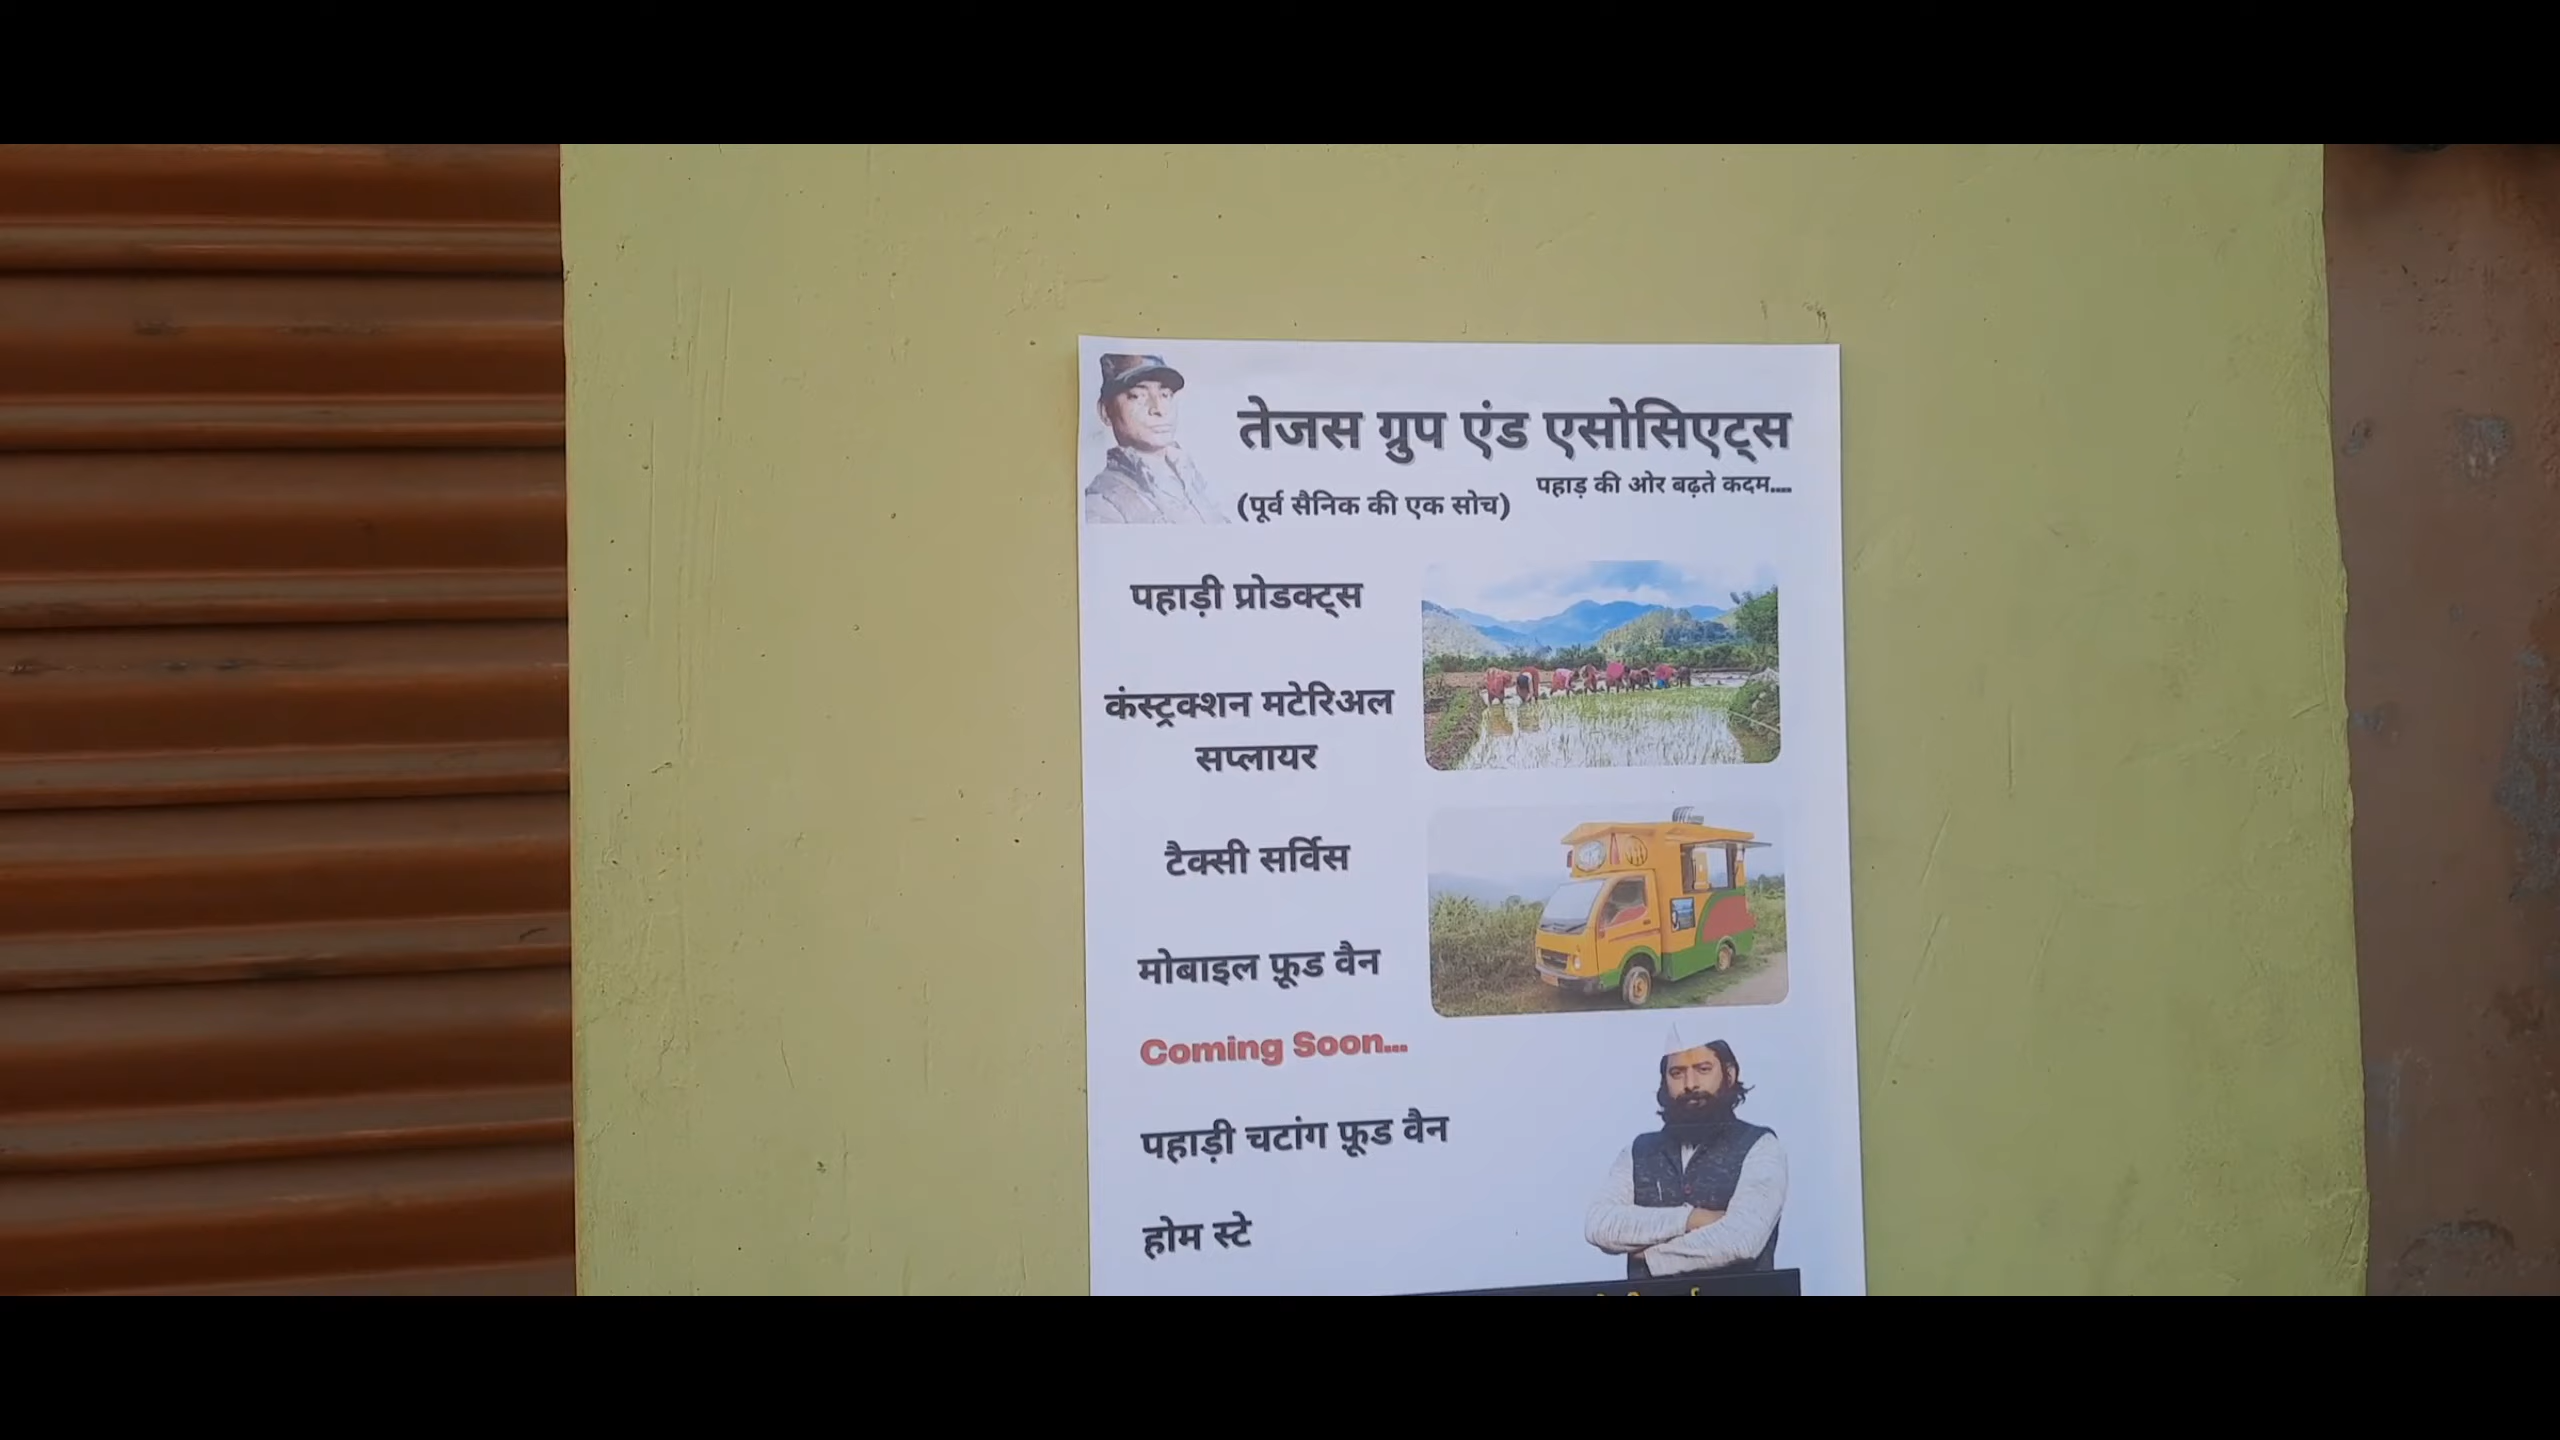 तेजस ग्रुप एंड एसोसिएट्स
पहाड़ की ओर बढ़ते कदम....
(पूर्व सैनिक की एक सोच)
पहाड़ी प्रोडक्ट्स
कंस्ट्रक्शन मटेरिअल
सप्लायर
टैक्सी सर्विस
मोबाइल फ़ूड वैन
Coming Soon...
पहाड़ी चटांग फ़ूड वैन
होम स्टे